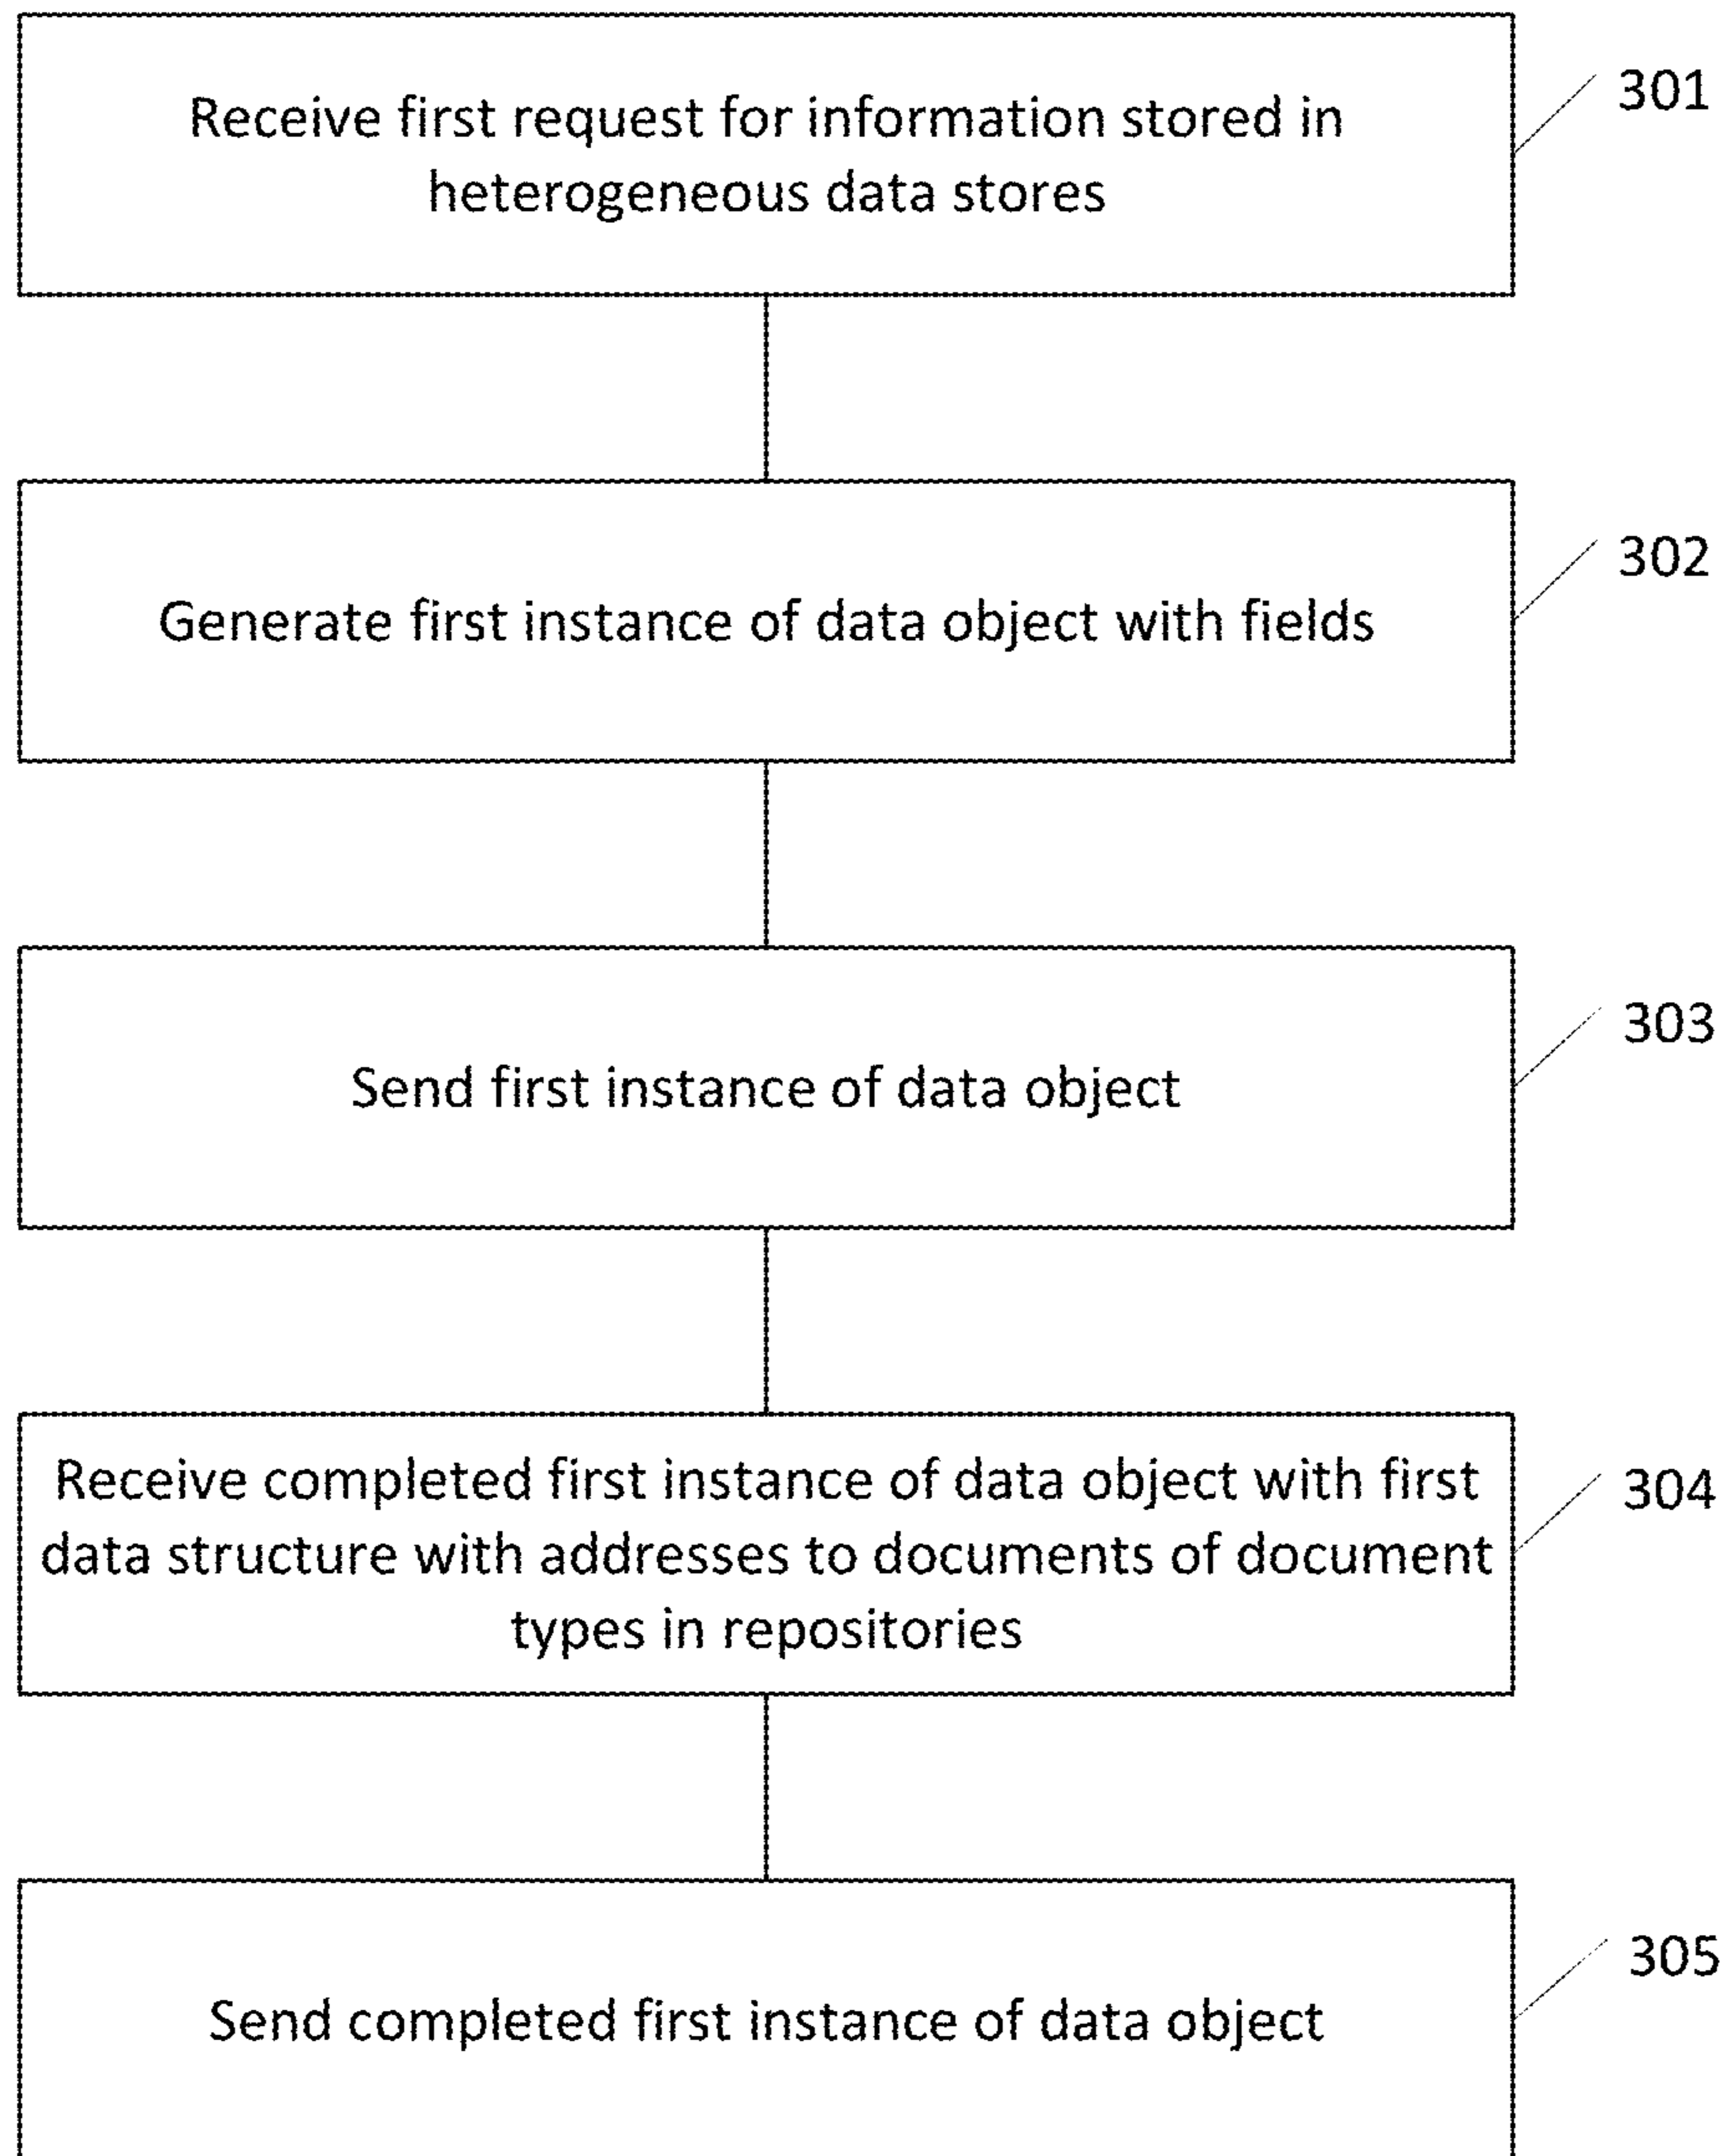 Receive first request for information stored in
heterogeneous data stores
301
Generate first instance of data object with fields
302
Send first instance of data object
303
Receive completed first instance of data object with first
data structure with addresses to documents of document
types in repositories
304
Send completed first instance of data object
305